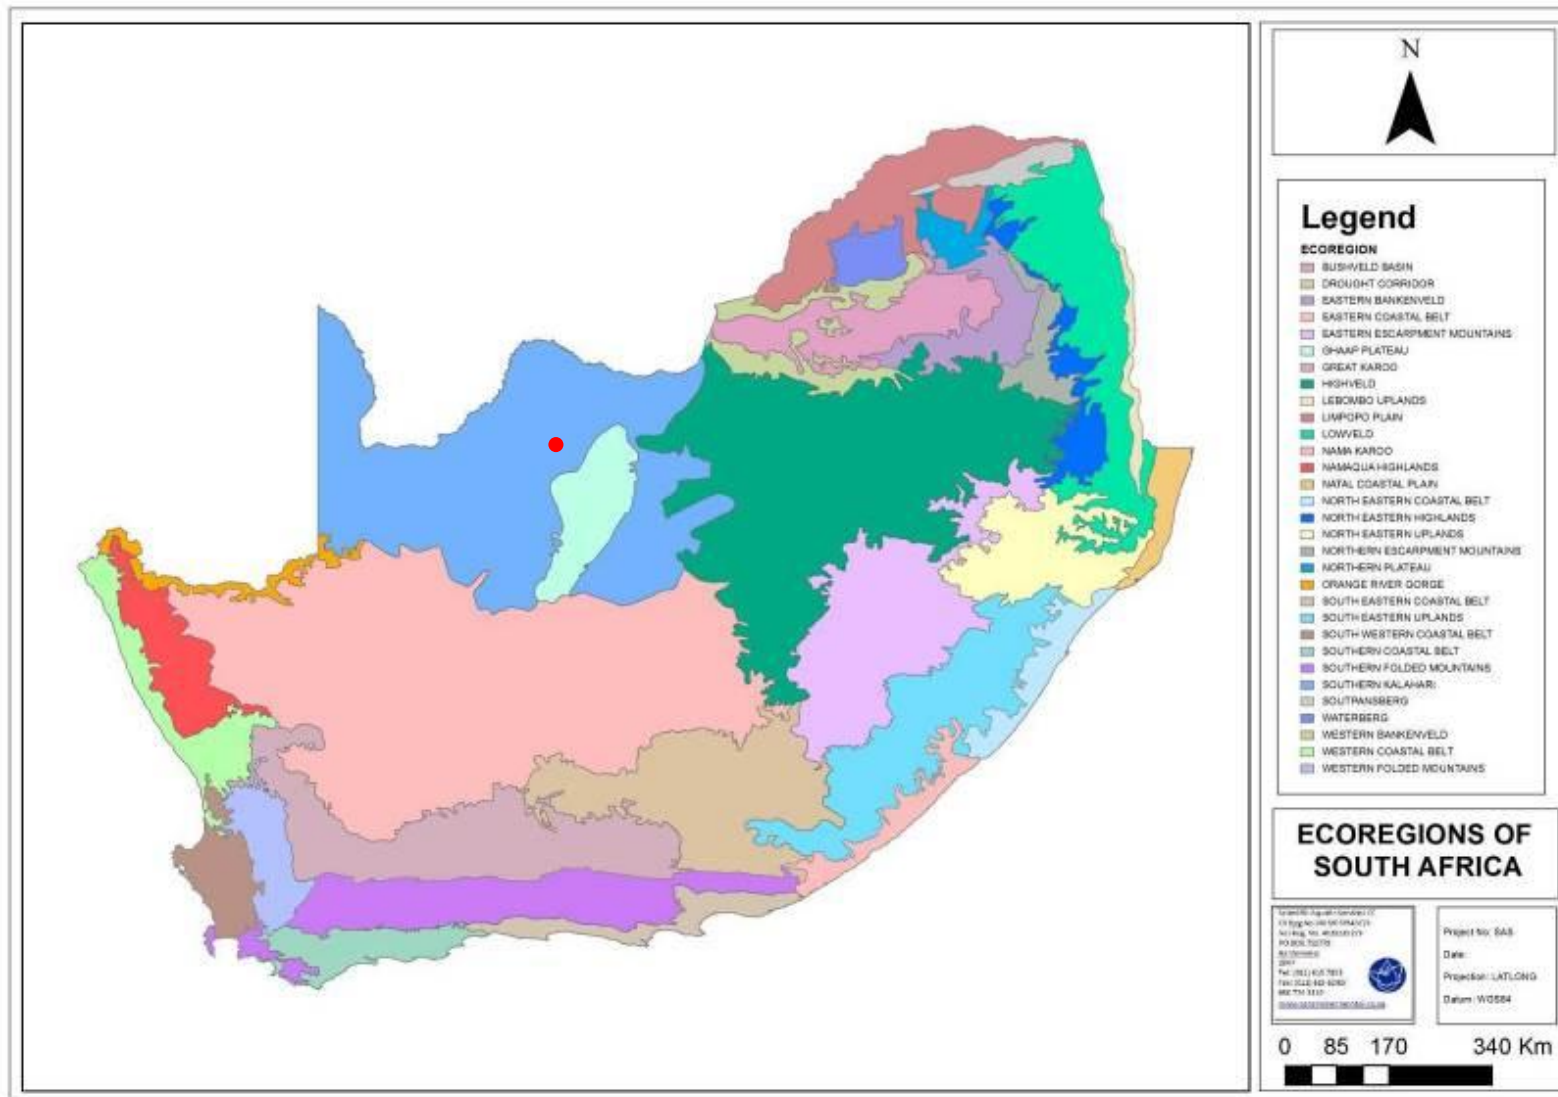 N
Legend
ECOREGION
BUSHVELD BASIN
DROUGHT CORRIDOR
EASTERN BANKENVELD
EASTERN COASTAL BELT
EASTERN ESCARPMENT MOUNTAINS
GHAAP PLATEAU
GREAT KAROO
HIGHVELD
LEBOMBO UPLANDS
LIMPOPO PLAIN
LOWVELD
NAMA KAROO
NAMAQUA HIGHLANDS
NATAL COASTAL PLAIN
NORTH EASTERN COASTAL BELT
NORTH EASTERN HIGHLANDS
NORTH EASTERN UPLANDS
NORTHERN ESCARPMENT MOUNTAINS
NORTHERN PLATEAU
ORANGE RIVER GORGE
SOUTH EASTERN COASTAL BELT
SOUTH EASTERN UPLANDS
SOUTH WESTERN COASTAL BELT
SOUTHERN COASTAL BELT
SOUTHERN FOLDED MOUNTAINS
SOUTHERN KALAHARI
SOUTPANSBERG
WATERBERG
WESTERN BANKENVELD
WESTERN COASTAL BELT
WESTERN FOLDED MOUNTAINS
ECOREGIONS OF
SOUTH AFRICA
Project No: SAS
Date:
Projection: LATLONG
Datum: WGS84
0 85 170 340 Km